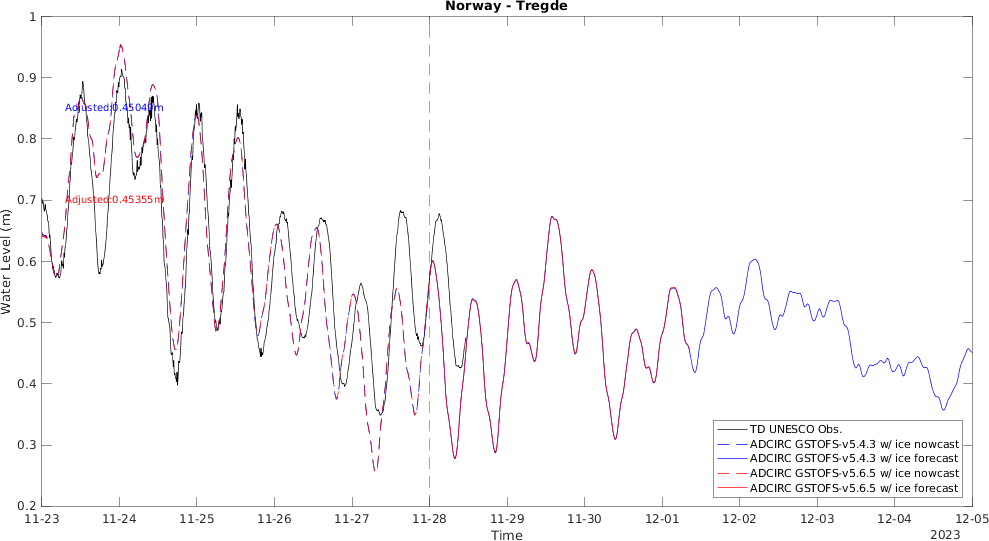 Norway - Tregde
Water Level (m)
1
0.9
0.8
0.7
0.6
0.5
0.4
0.3
0.2
Adjusted:0.45049m
Adjusted:0.45355m
TD UNESCO Obs.
ADCIRC GSTOFS-v5.4.3 w/ ice nowcast
ADCIRC GSTOFS-v5.4.3 w/ ice forecast
ADCIRC GSTOFS-v5.6.5 w/ ice nowcast
ADCIRC GSTOFS-v5.6.5 w/ ice forecast
11-23 11-24 11-25 11-26 11-27 11-28 11-29 11-30 12-01 12-02 12-03 12-04 12-05
Time
2023